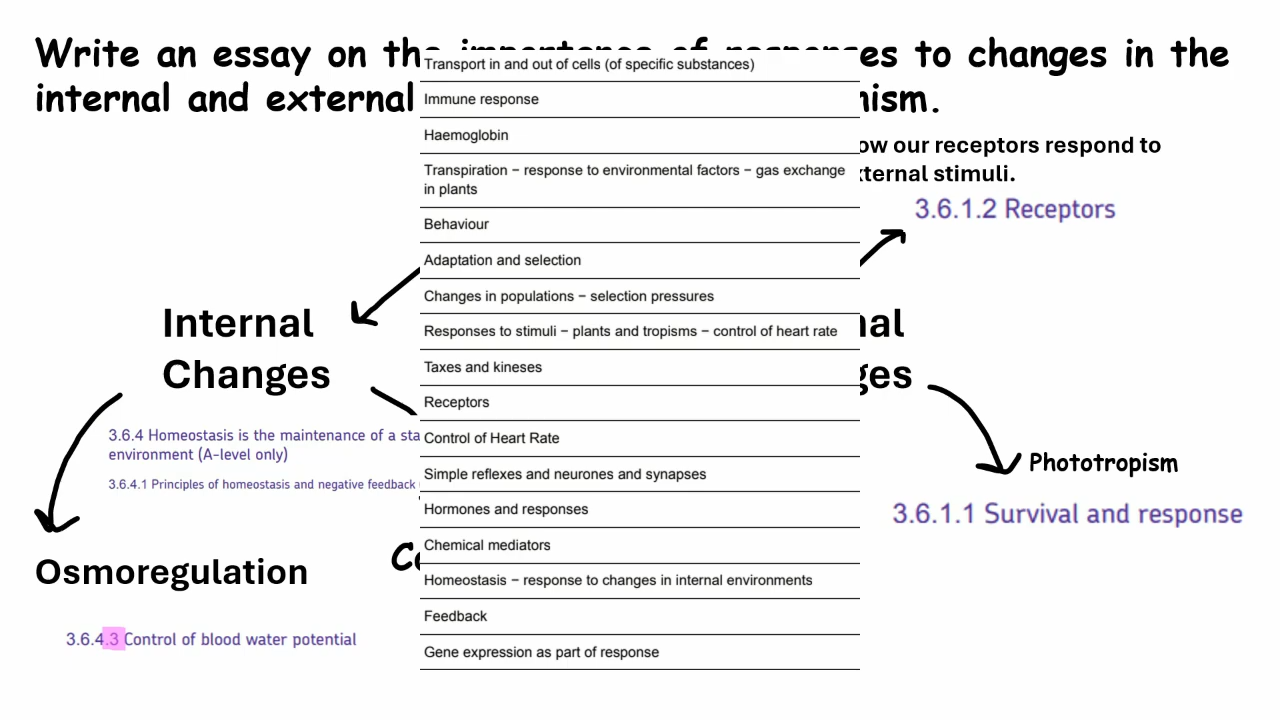 Write an essay on the importance of responses to changes in the
internal and external
nism.
Transport in and out of cells (of specific substances)
Immune response
Haemoglobin
Transpiration − response to environmental factors − gas exchange
in plants
Behaviour
Adaptation and selection
Changes in populations − selection pressures
Responses to stimuli − plants and tropisms − control of heart rate
Taxes and kineses
Receptors
Control of Heart Rate
Simple reflexes and neurones and synapses
Hormones and responses
Chemical mediators
Homeostasis − response to changes in internal environments
Feedback
Gene expression as part of response
ow our receptors respond to
xternal stimuli.
3.6.1.2 Receptors
Internal
Changes
nal
ges
3.6.4 Homeostasis is the maintenance of a sta
environment (A-level only)
3.6.4.1 Principles of homeostasis and negative feedback
Osmoregulation
3.6.4.3 Control of blood water potential
Phototropism
3.6.1.1 Survival and response